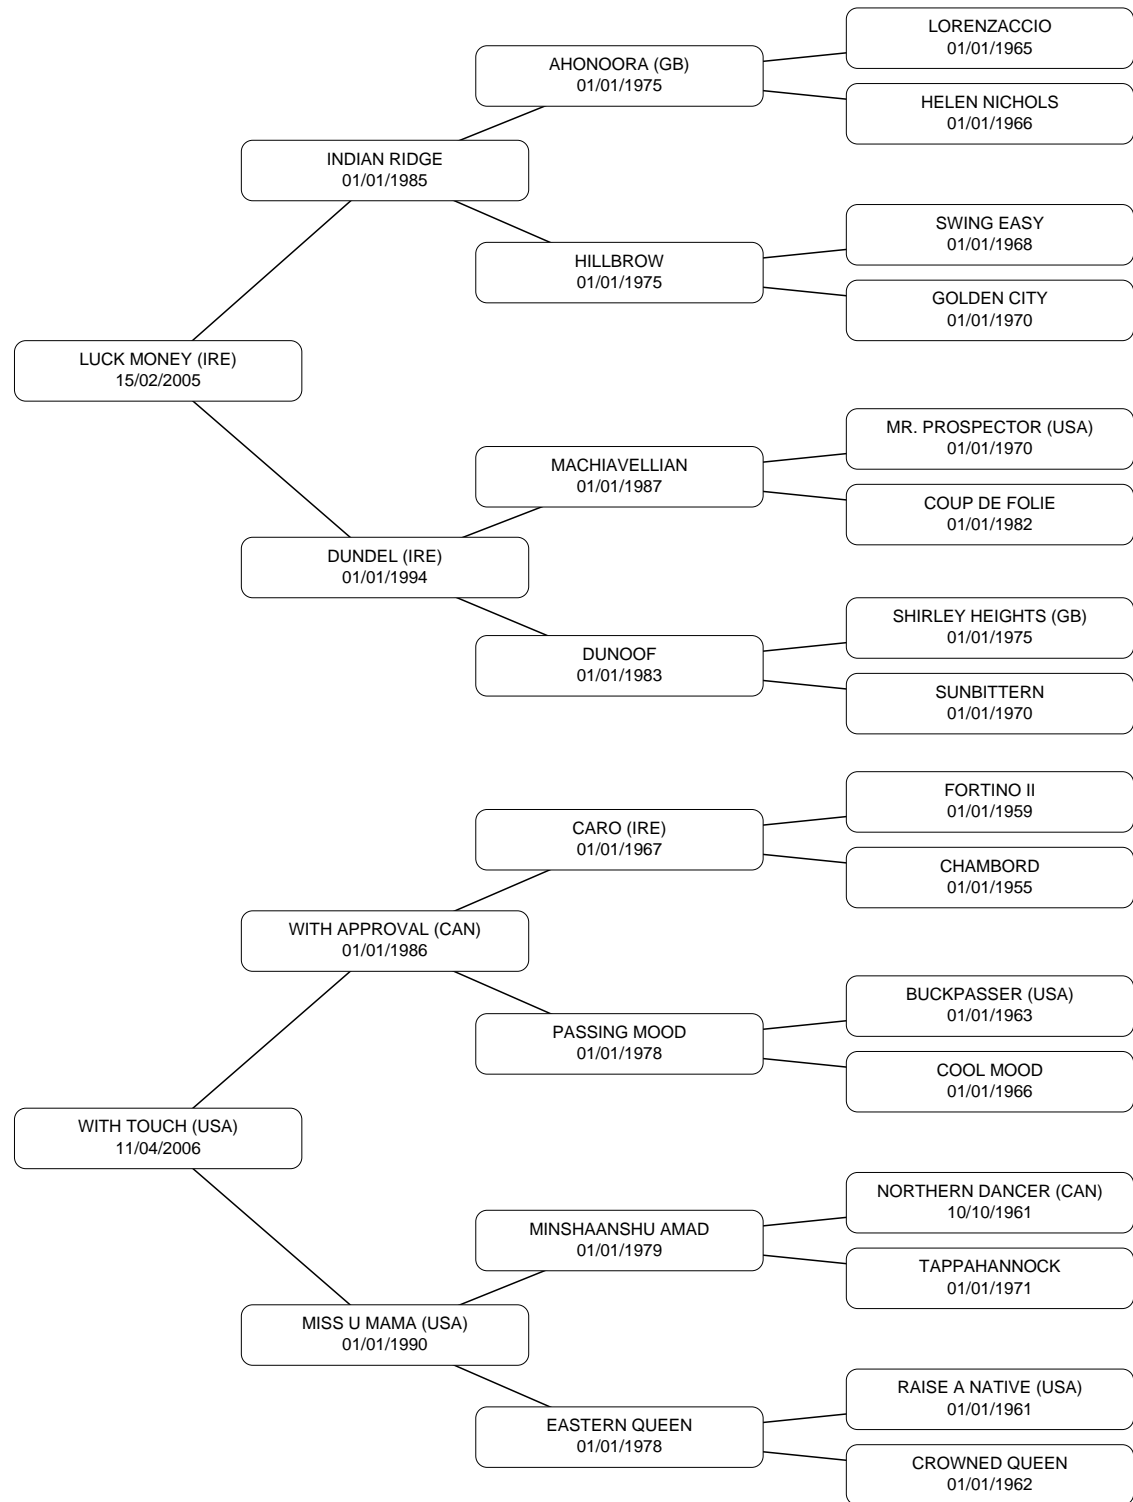 LORENZACCIO
01/01/1965
AHONOORA (GB)
01/01/1975
HELEN NICHOLS
01/01/1966
INDIAN RIDGE
01/01/1985
SWING EASY
01/01/1968
HILLBROW
01/01/1975
GOLDEN CITY
01/01/1970
LUCK MONEY (IRE)
15/02/2005
MR. PROSPECTOR (USA)
01/01/1970
MACHIAVELLIAN
01/01/1987
COUP DE FOLIE
01/01/1982
DUNDEL (IRE)
01/01/1994
SHIRLEY HEIGHTS (GB)
01/01/1975
DUNOOF
01/01/1983
SUNBITTERN
01/01/1970
FORTINO II
01/01/1959
CARO (IRE)
01/01/1967
CHAMBORD
01/01/1955
WITH APPROVAL (CAN)
01/01/1986
BUCKPASSER (USA)
01/01/1963
PASSING MOOD
01/01/1978
COOL MOOD
01/01/1966
WITH TOUCH (USA)
11/04/2006
NORTHERN DANCER (CAN)
10/10/1961
MINSHAANSHU AMAD
01/01/1979
TAPPAHANNOCK
01/01/1971
MISS U MAMA (USA)
01/01/1990
RAISE A NATIVE (USA)
01/01/1961
EASTERN QUEEN
01/01/1978
CROWNED QUEEN
01/01/1962